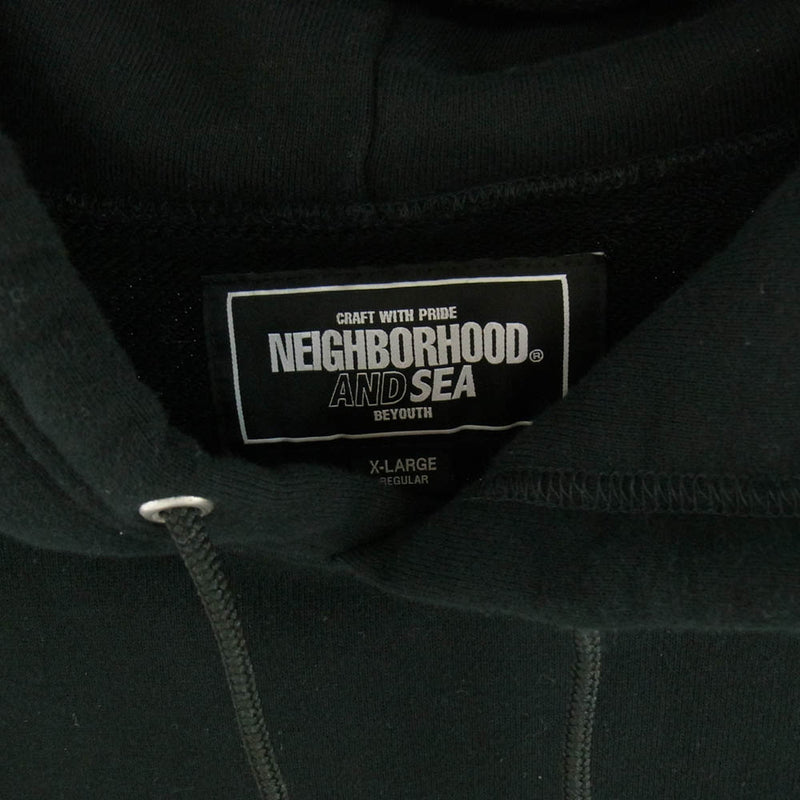 CRAFT WITH PRIDE
NEIGHBORHOOD®
AND SEA
BEYOUTH
X-LARGE
REGULAR